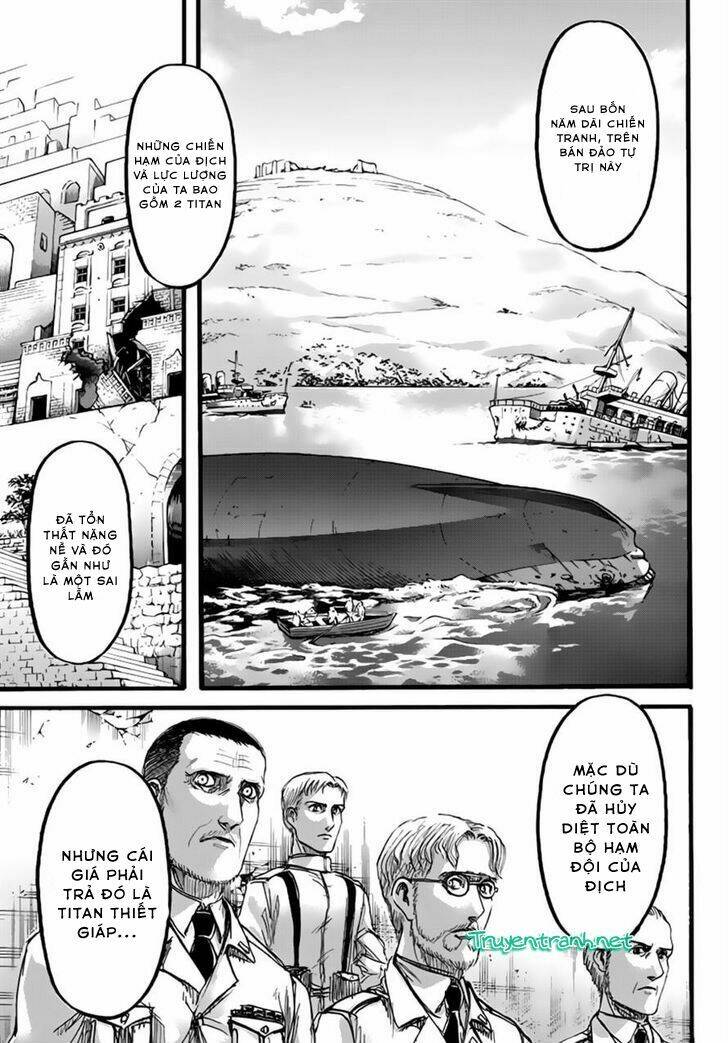 SAU BỐN
NĂM DÀI CHIẾN
TRANH, TRÊN
BÁN ĐẢO TỰ
TRỊ NÀY
NHỮNG CHIẾN
HẠM CỦA ĐỊCH
VÀ LỰC LƯỢNG
CỦA TA BAO
GỒM 2 TITAN
ĐÃ TỔN
THẤT NẶNG
NỀ VÀ ĐÓ
GẦN NHƯ
LÀ MỘT SAI
LẦM
MẶC DÙ
CHÚNG TA
ĐÃ HỦY
DIỆT TOÀN
BỘ HẠM
ĐỘI CỦA
ĐỊCH
NHƯNG CÁI
GIÁ PHẢI
TRẢ ĐÓ LÀ
TITAN THIẾT
GIÁP...
Truyentranh.net